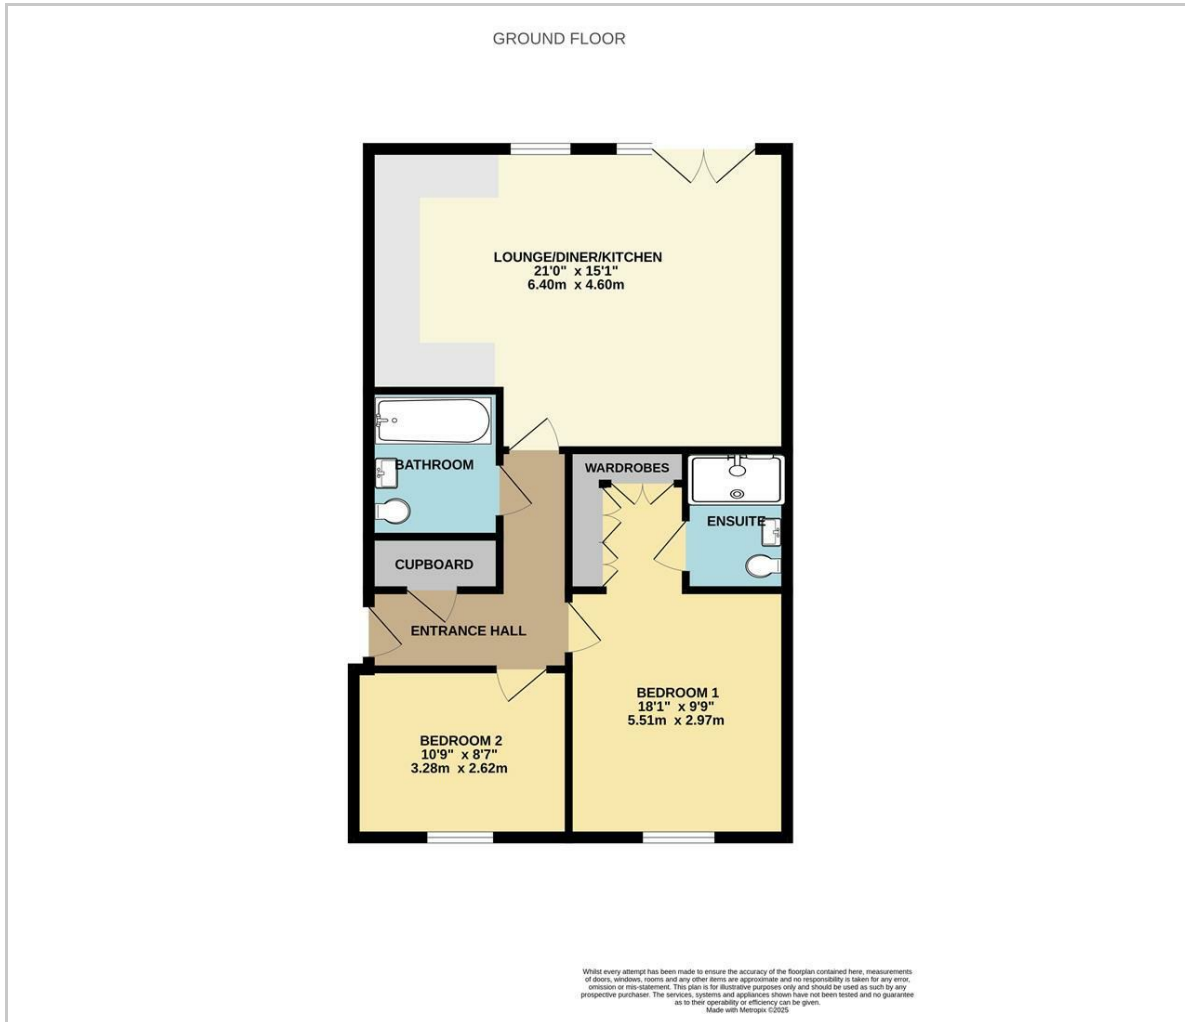 GROUND FLOOR
LOUNGE/DINER/KITCHEN
21'0" x 15'1"
6.40m x 4.60m
BATHROOM
WARDROBES
ENSUITE
CUPBOARD
ENTRANCE HALL
BEDROOM 1
18'1" x 9'9"
5.51m x 2.97m
BEDROOM 2
10'9" x 8'7"
3.28m x 2.62m
Whilst every attempt has been made to ensure the accuracy of the floorplan contained here, measurements
of doors, windows, rooms and any other items are approximate and no responsibility is taken for any error,
omission or mis-statement. This plan is for illustrative purposes only and should be used as such by any
prospective purchaser. The services, systems and appliances shown have not been tested and no guarantee
as to their operability or efficiency can be given.
Made with Metropix ©2025